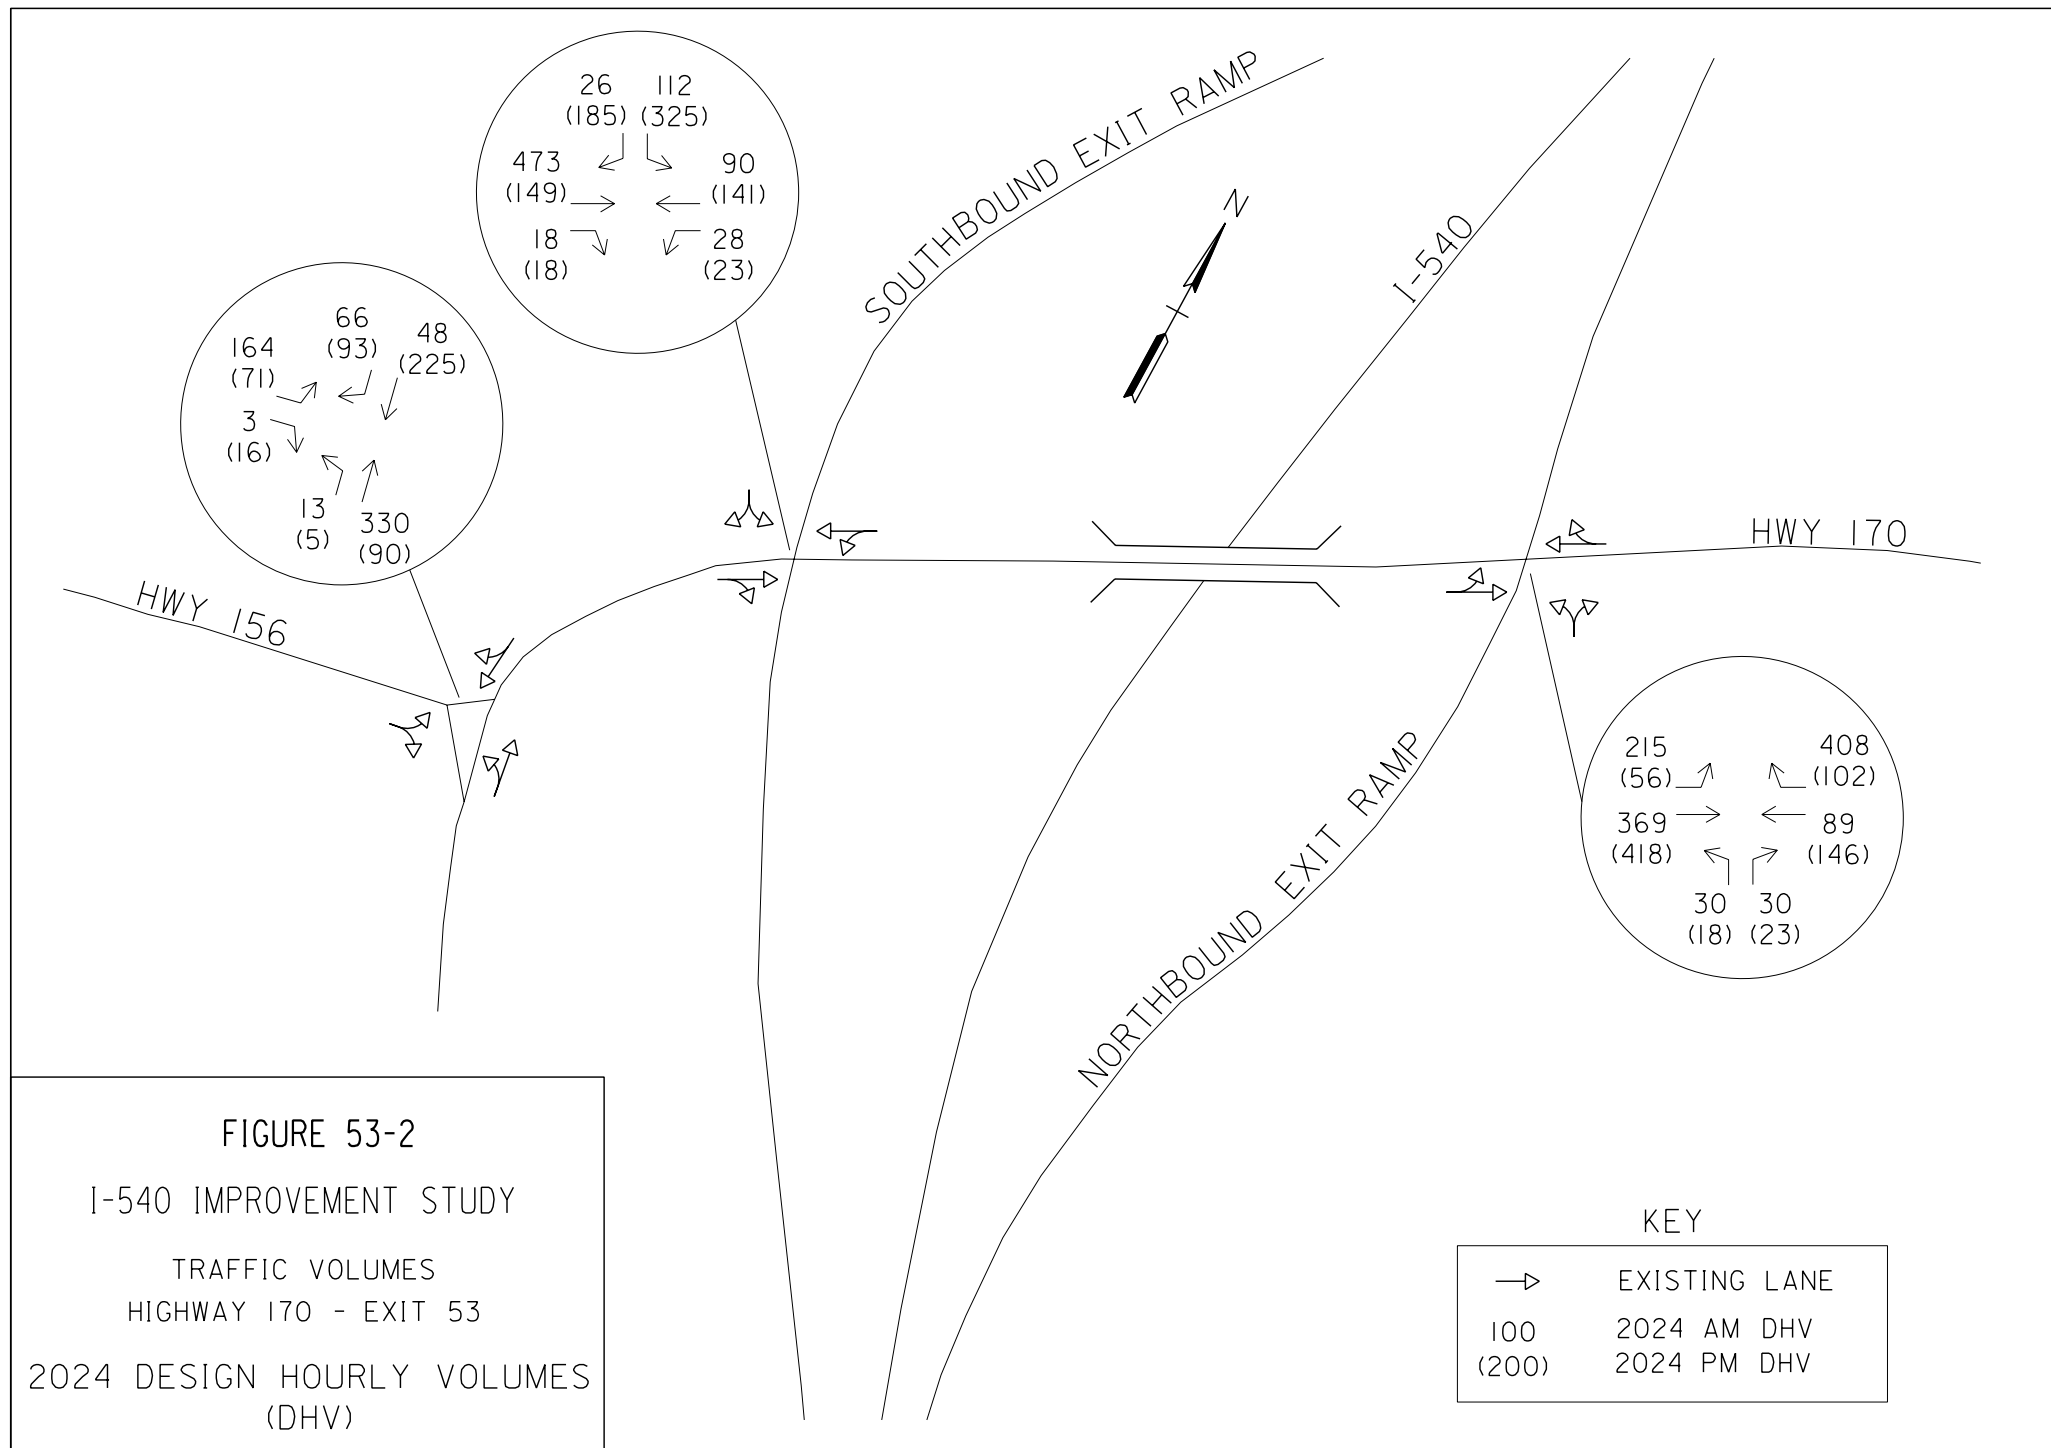 26 112
(185) (325)
473 90
(149) (141)
18 28
(18) (23)
SOUTHBOUND EXIT RAMP
N
I-540
66
(93)
48
(225)
164
(71)
3
(16)
13
(5)
330
(90)
HWY 156
HWY 170
215 408
(56) (102)
369 89
(418) (146)
30 30
(18) (23)
NORTHBOUND EXIT RAMP
FIGURE 53-2
I-540 IMPROVEMENT STUDY
TRAFFIC VOLUMES
HIGHWAY 170 - EXIT 53
2024 DESIGN HOURLY VOLUMES
(DHV)
KEY
EXISTING LANE
100 2024 AM DHV
(200) 2024 PM DHV